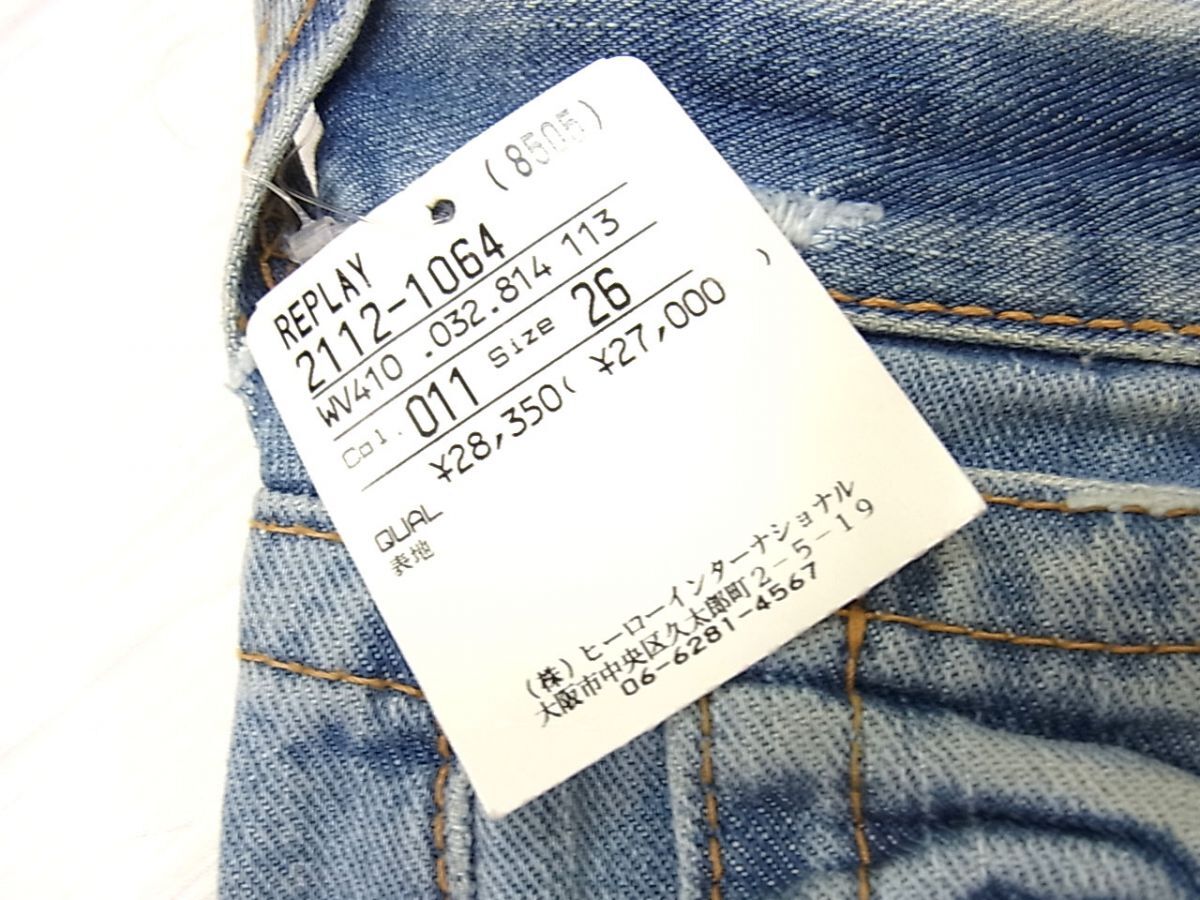 (8505)
REPLAY
2112-1064
WV410 .032.814 113
Col. 011 Size 26
¥28,350( ¥27,000 )
QUAL
表地
(株)ヒーローインターナショナル
大阪市中央区久太郎町2-5-19
06-6281-4567